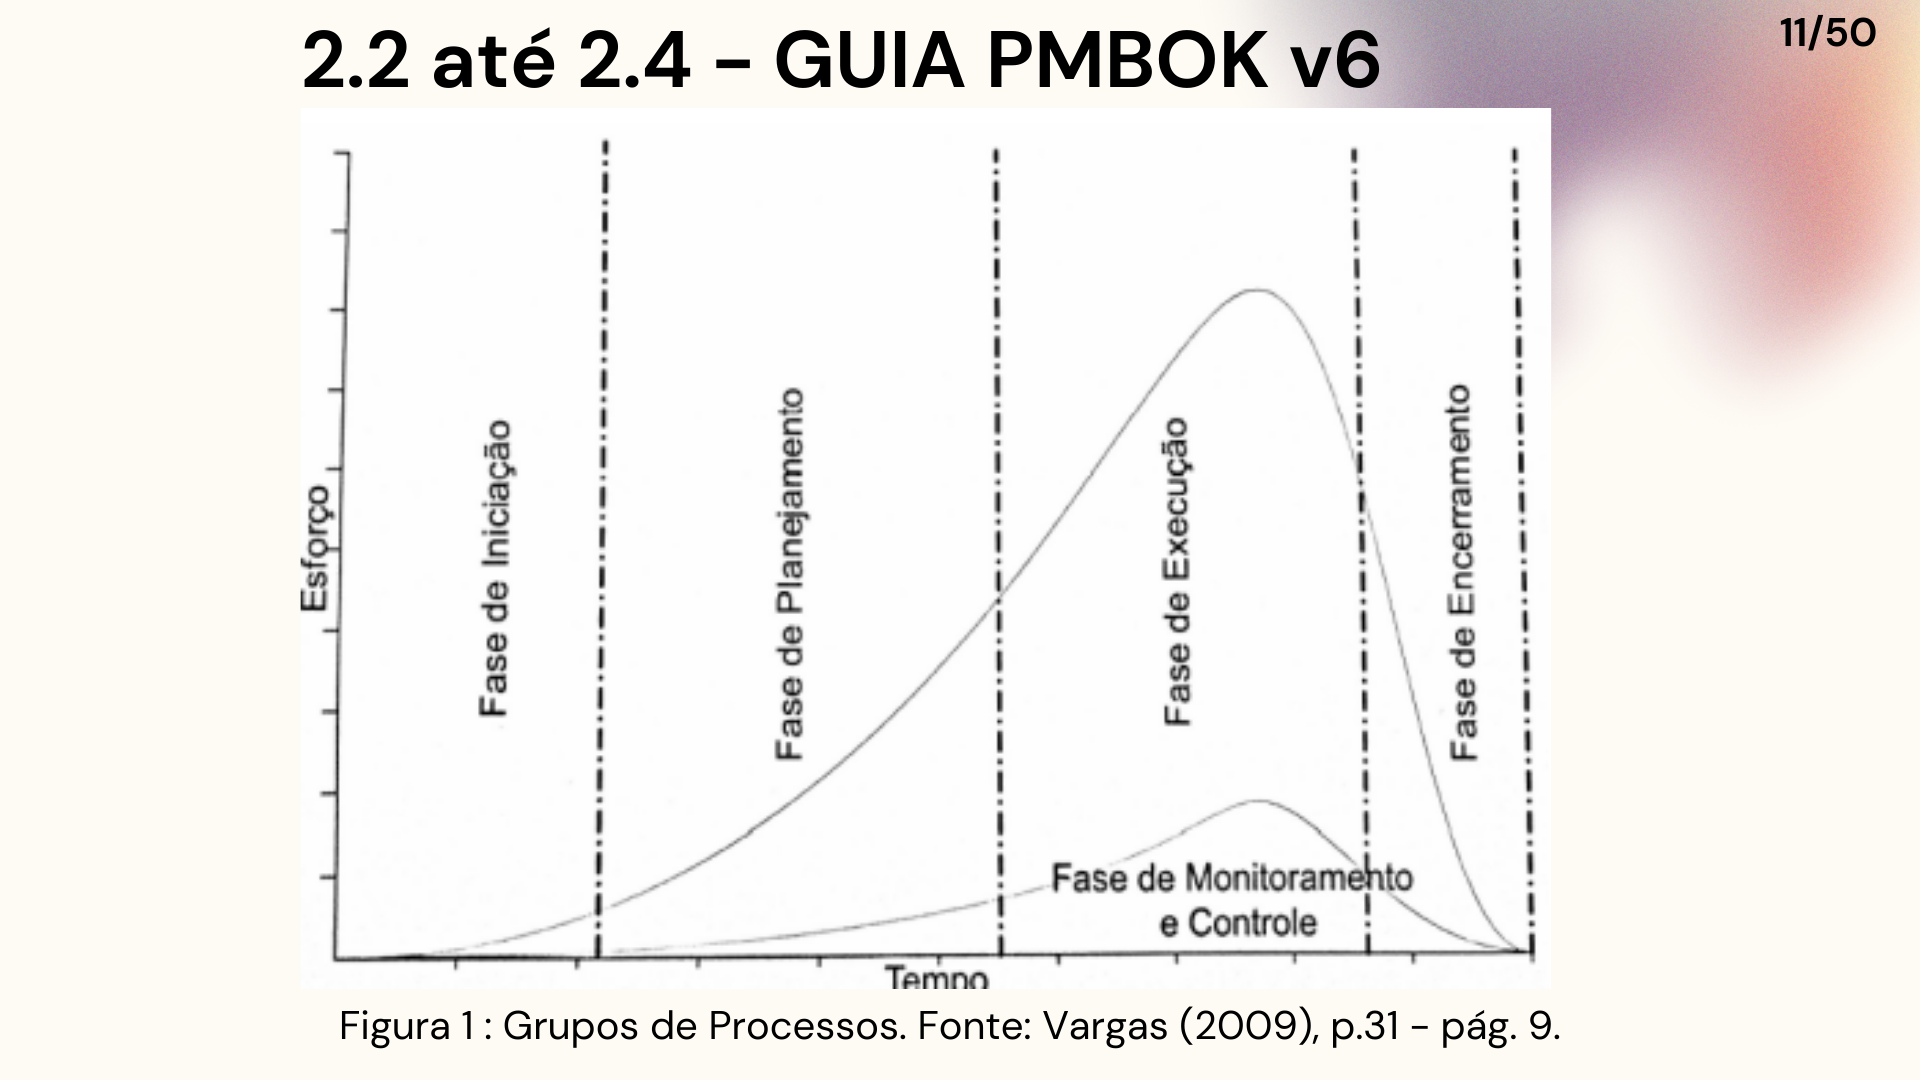 2.2 até 2.4 - GUIA PMBOK v6
11/50
Esforço
Fase de Iniciação
Fase de Planejamento
Fase de Execução
Fase de Encerramento
Fase de Monitoramento
e Controle
Tempo
Figura 1 : Grupos de Processos. Fonte: Vargas (2009), p.31 - pág. 9.